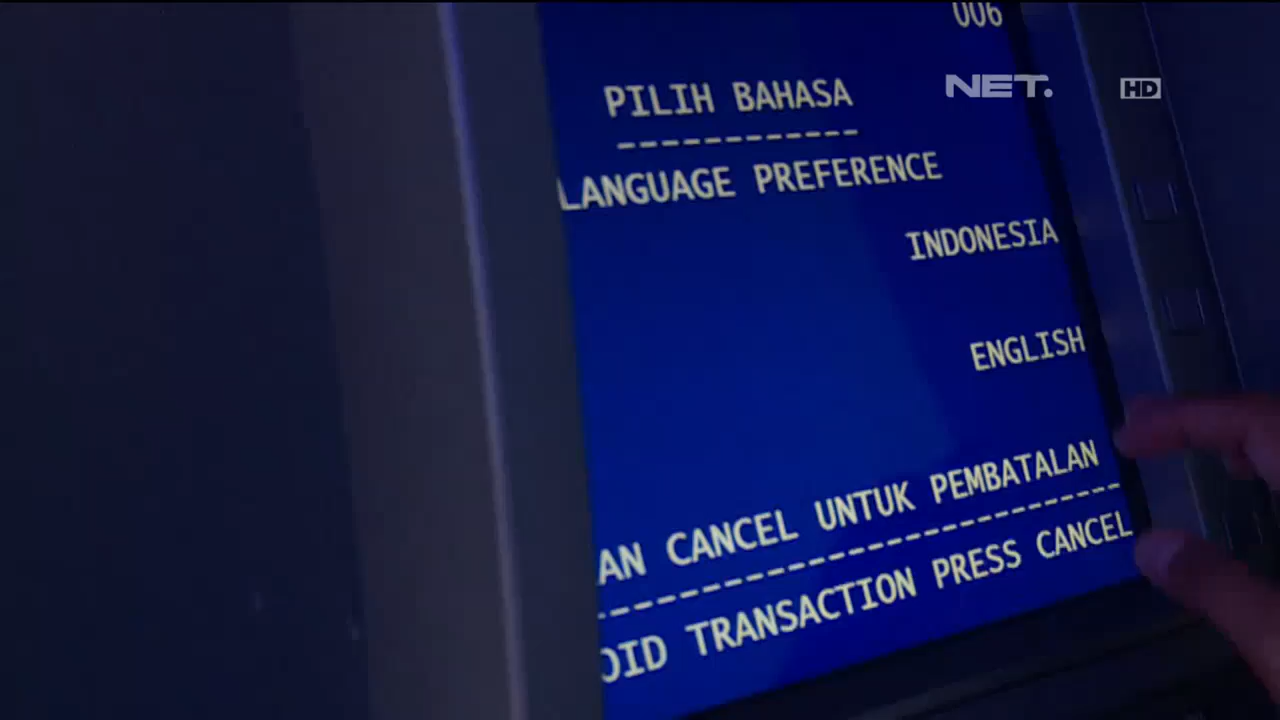 006
NET.
HD
PILIH BAHASA
------------
LANGUAGE PREFERENCE
INDONESIA
ENGLISH
AN CANCEL UNTUK PEMBATALAN
OID TRANSACTION PRESS CANCEL